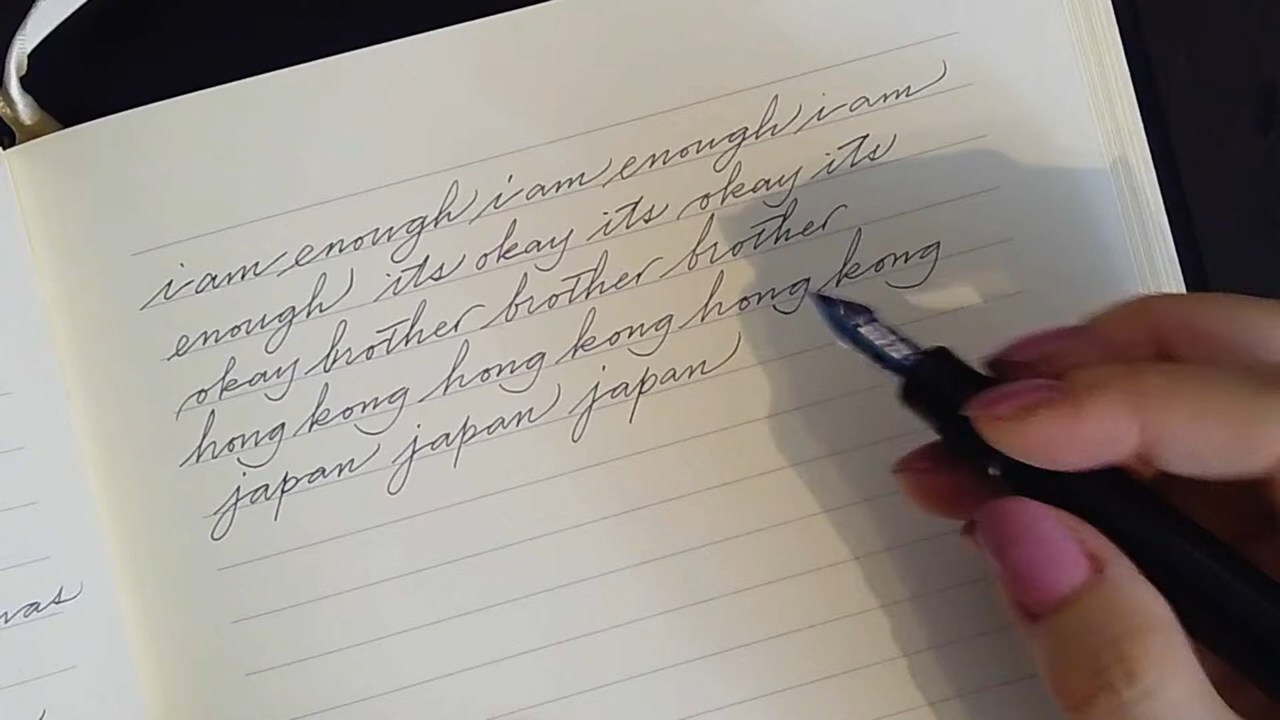 i am enough i am enough i am
enough its okay its okay its
okay brother brother brother
hong kong hong kong hong kong
japan japan japan
was